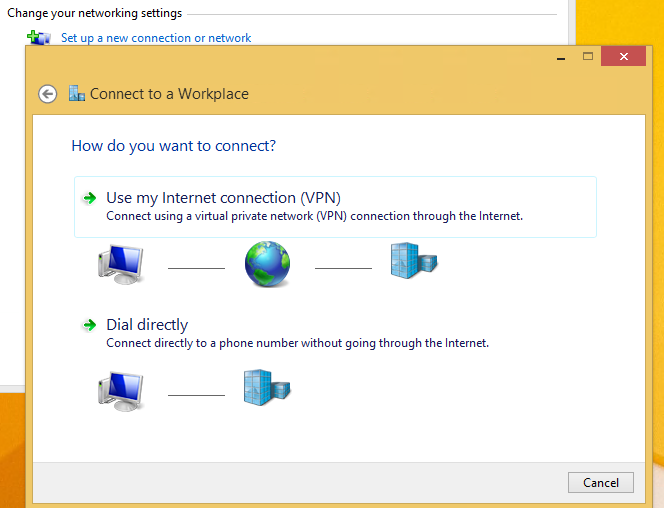 Change your networking settings
Set up a new connection or network
Connect to a Workplace
How do you want to connect?
Use my Internet connection (VPN)
Connect using a virtual private network (VPN) connection through the Internet.
Dial directly
Connect directly to a phone number without going through the Internet.
Cancel